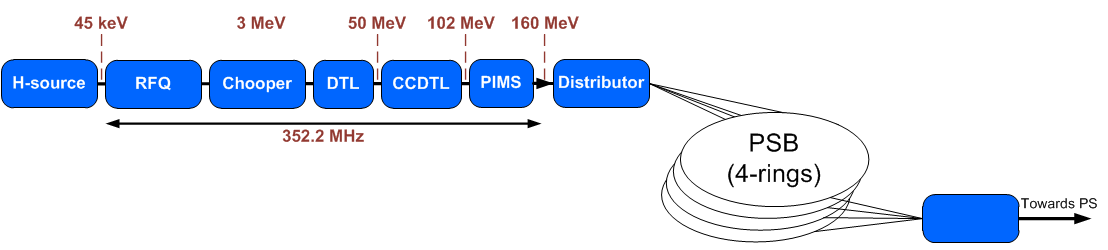 45 keV
3 MeV
50 MeV
102 MeV
160 MeV
H-source
RFQ
Chooper
DTL
CCDTL
PIMS
Distributor
352.2 MHz
PSB
(4-rings)
Towards PS